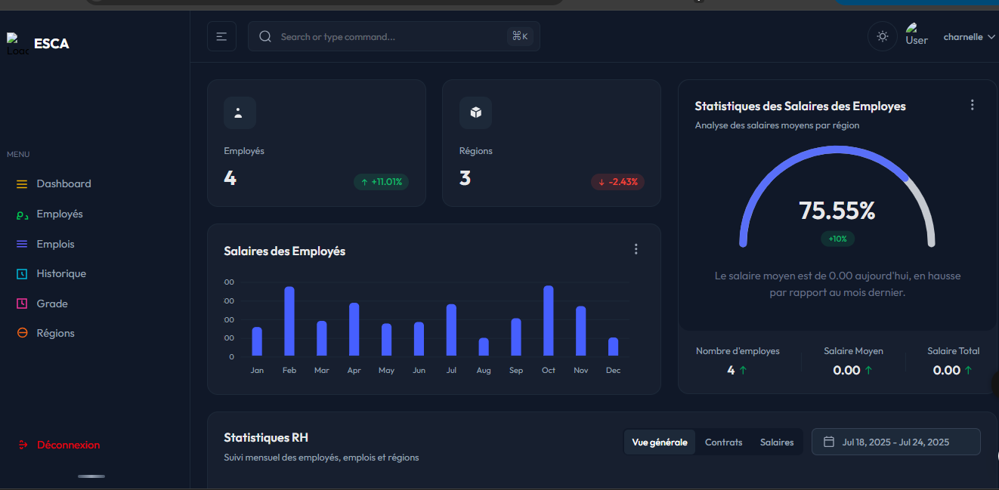 ESCA
Search or type command...
⌘K
User
charnelle
MENU
Dashboard
Employés
Emplois
Historique
Grade
Régions
Déconnexion
Employés
4
+11.01%
Régions
3
-2.43%
Salaires des Employés
00
00
00
00
0
Jan Feb Mar Apr May Jun Jul Aug Sep Oct Nov Dec
Statistiques des Salaires des Employes
Analyse des salaires moyens par région
75.55%
+10%
Le salaire moyen est de 0.00 aujourd'hui, en hausse
par rapport au mois dernier.
Nombre d'employes Salaire Moyen Salaire Total
4 ↑ 0.00 ↑ 0.00 ↑
Statistiques RH
Suivi mensuel des employés, emplois et régions
Vue générale Contrats Salaires
Jul 18, 2025 - Jul 24, 2025